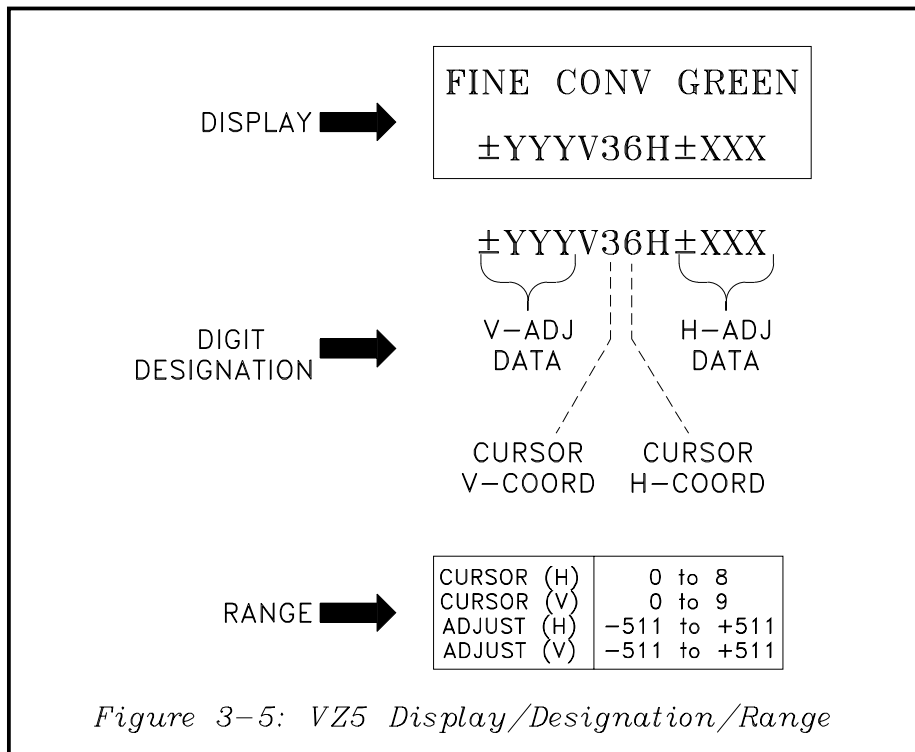 FINE CONV GREEN
DISPLAY
±YYYV36H±XXX
±YYYV36H±XXX
V-ADJ DATA
H-ADJ DATA
DIGIT DESIGNATION
CURSOR V-COORD
CURSOR H-COORD
RANGE
CURSOR (H) 0 to 8
CURSOR (V) 0 to 9
ADJUST (H) -511 to +511
ADJUST (V) -511 to +511
Figure 3-5: VZ5 Display/Designation/Range